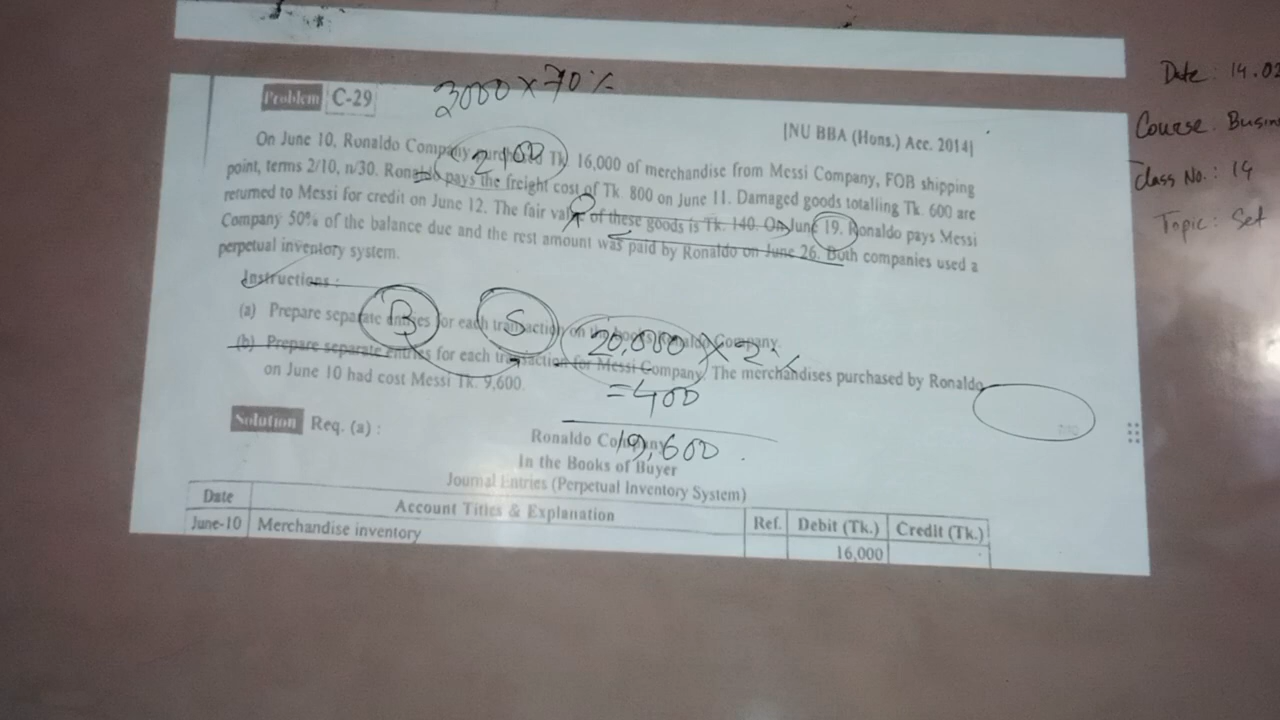 3000 × 70%
Problem C-29
[NU BBA (Hons.) Acc. 2014]
On June 10, Ronaldo Company Tk 16,000 of merchandise from Messi Company, FOB shipping
2100
point, terms 2/10, n/30. Ronaldo pays the freight cost of Tk. 800 on June 11. Damaged goods totalling Tk. 600 are
returned to Messi for credit on June 12. The fair value of these goods is Tk. 140. On June 19, Ronaldo pays Messi
Company 50% of the balance due and the rest amount was paid by Ronaldo on June 26. Both companies used a
perpetual inventory system.
Instructions :
(a) Prepare separate entries for each transaction on the books Ronaldo Company.
B S 20,000 × 2%
(b) Prepare separate entries for each transaction for Messi Company. The merchandises purchased by Ronaldo
on June 10 had cost Messi Tk. 9,600.
=400
19,600
Solution Req. (a) :
Ronaldo Company
In the Books of Buyer
Journal Entries (Perpetual Inventory System)
Date Account Titles & Explanation Ref. Debit (Tk.) Credit (Tk.)
June-10 Merchandise inventory 16,000
Date : 14.02
Course. Busin
Class No. : 14
Topic : Set